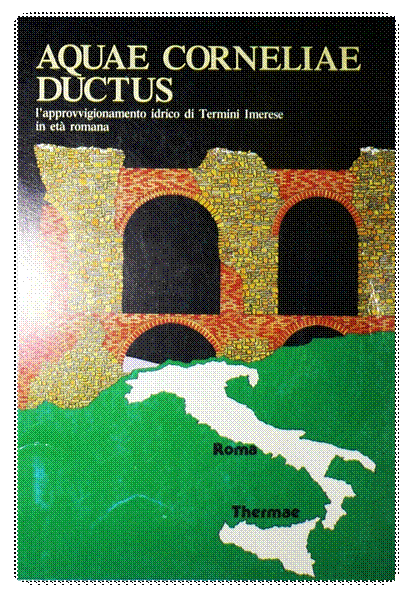 AQUAE CORNELIAE
DUCTUS
l'approvvigionamento idrico di Termini Imerese
in età romana
Roma
Thermae